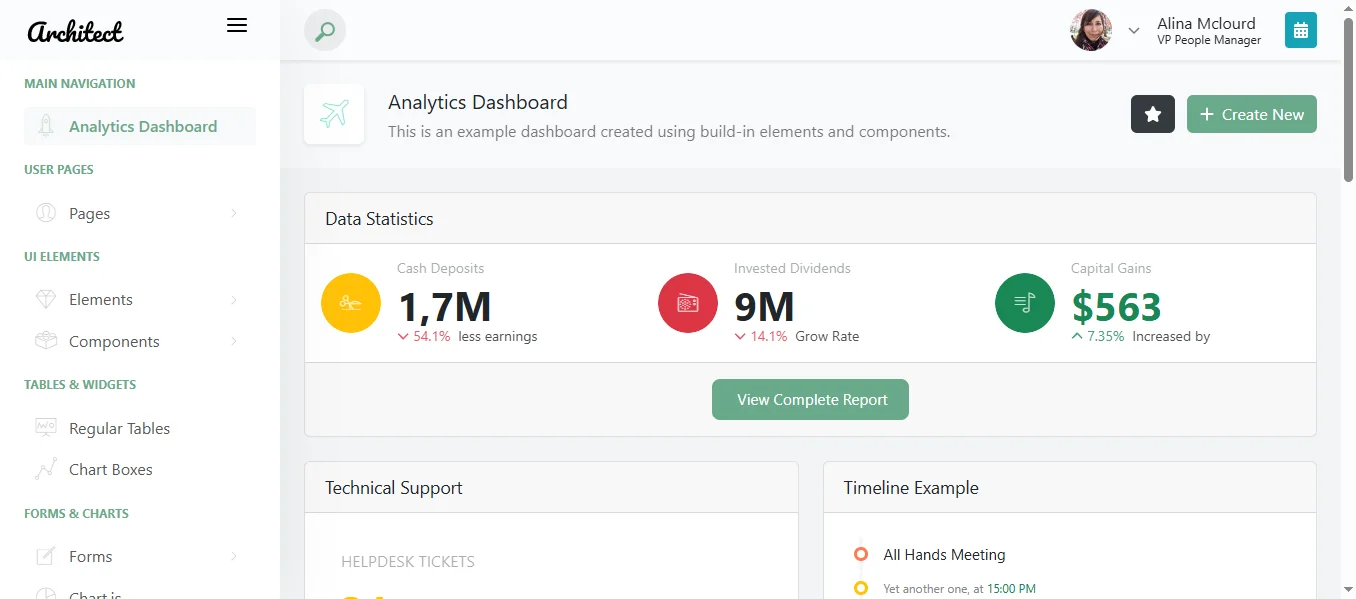 Architect
MAIN NAVIGATION
Analytics Dashboard
USER PAGES
Pages
UI ELEMENTS
Elements
Components
TABLES & WIDGETS
Regular Tables
Chart Boxes
FORMS & CHARTS
Forms
Chart.js
Alina Mclourd
VP People Manager
Analytics Dashboard
This is an example dashboard created using build-in elements and components.
Create New
Data Statistics
Cash Deposits
1,7M
54.1% less earnings
Invested Dividends
9M
14.1% Grow Rate
Capital Gains
$563
7.35% Increased by
View Complete Report
Technical Support
HELPDESK TICKETS
Timeline Example
All Hands Meeting
Yet another one, at 15:00 PM